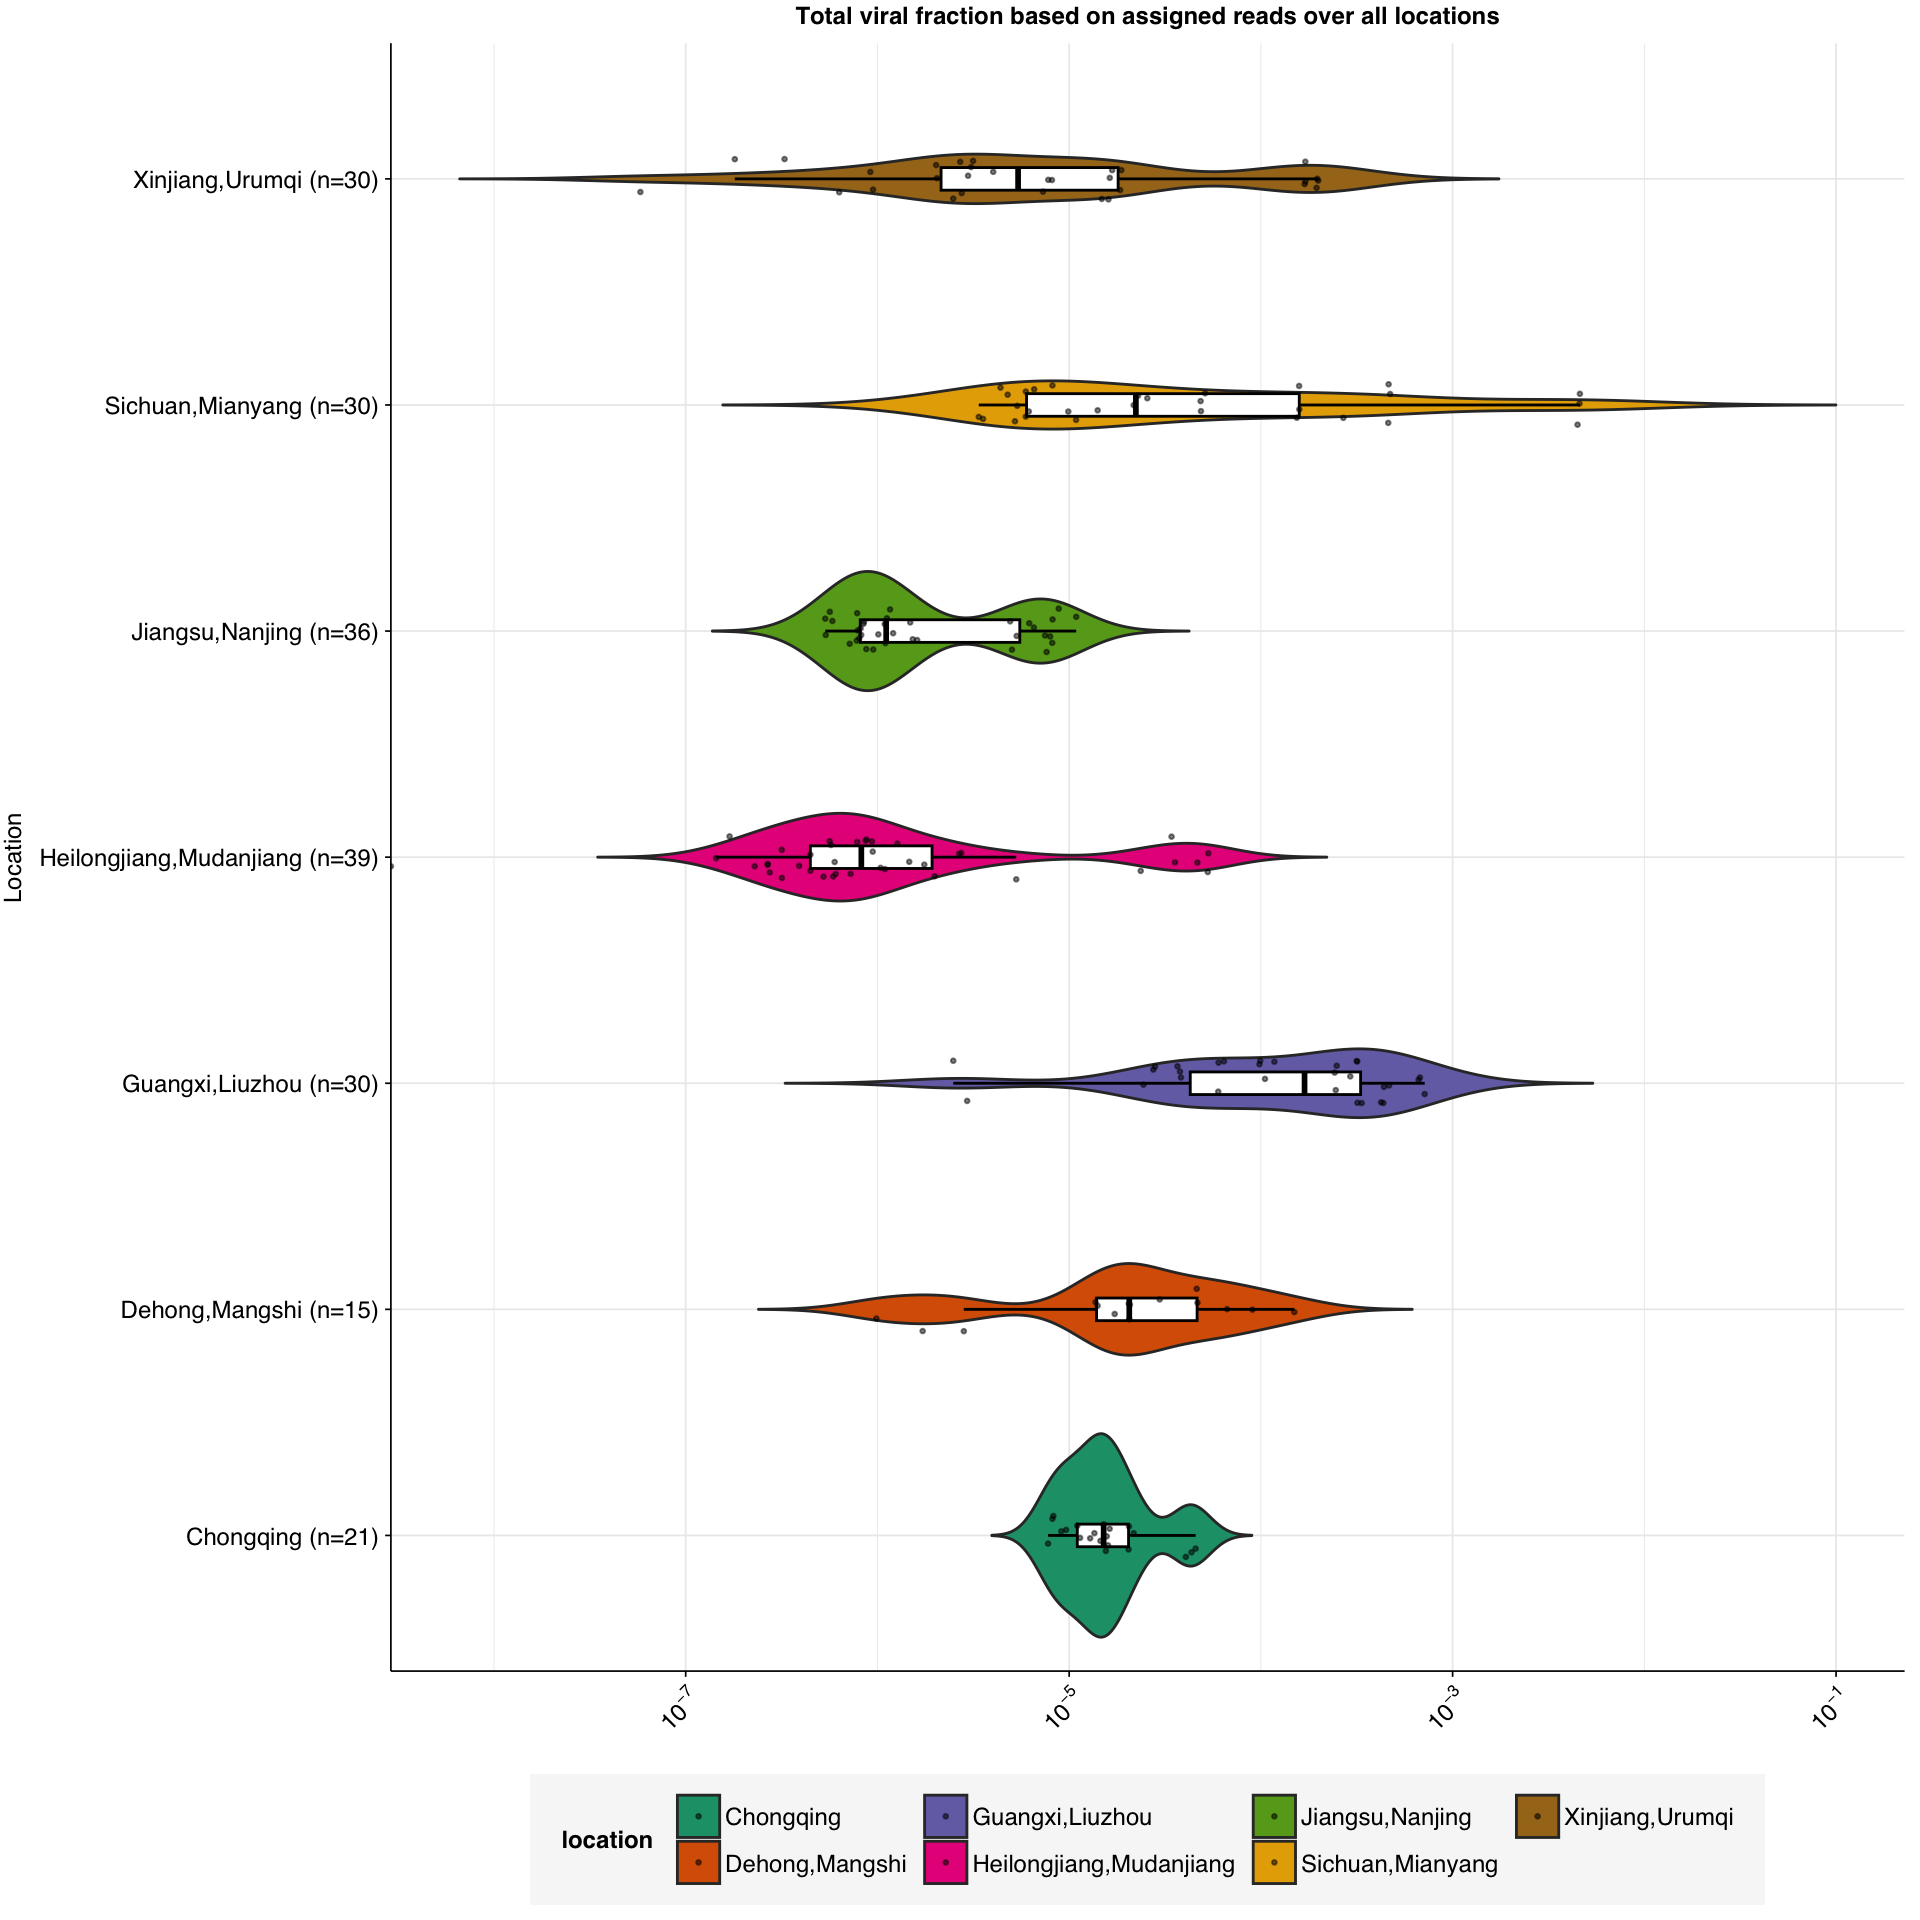 Total viral fraction based on assigned reads over all locations
Location
Xinjiang,Urumqi (n=30)
Sichuan,Mianyang (n=30)
Jiangsu,Nanjing (n=36)
Heilongjiang,Mudanjiang (n=39)
Guangxi,Liuzhou (n=30)
Dehong,Mangshi (n=15)
Chongqing (n=21)
10⁻⁷ 10⁻⁵ 10⁻³ 10⁻¹
location
Chongqing Guangxi,Liuzhou Jiangsu,Nanjing Xinjiang,Urumqi
Dehong,Mangshi Heilongjiang,Mudanjiang Sichuan,Mianyang